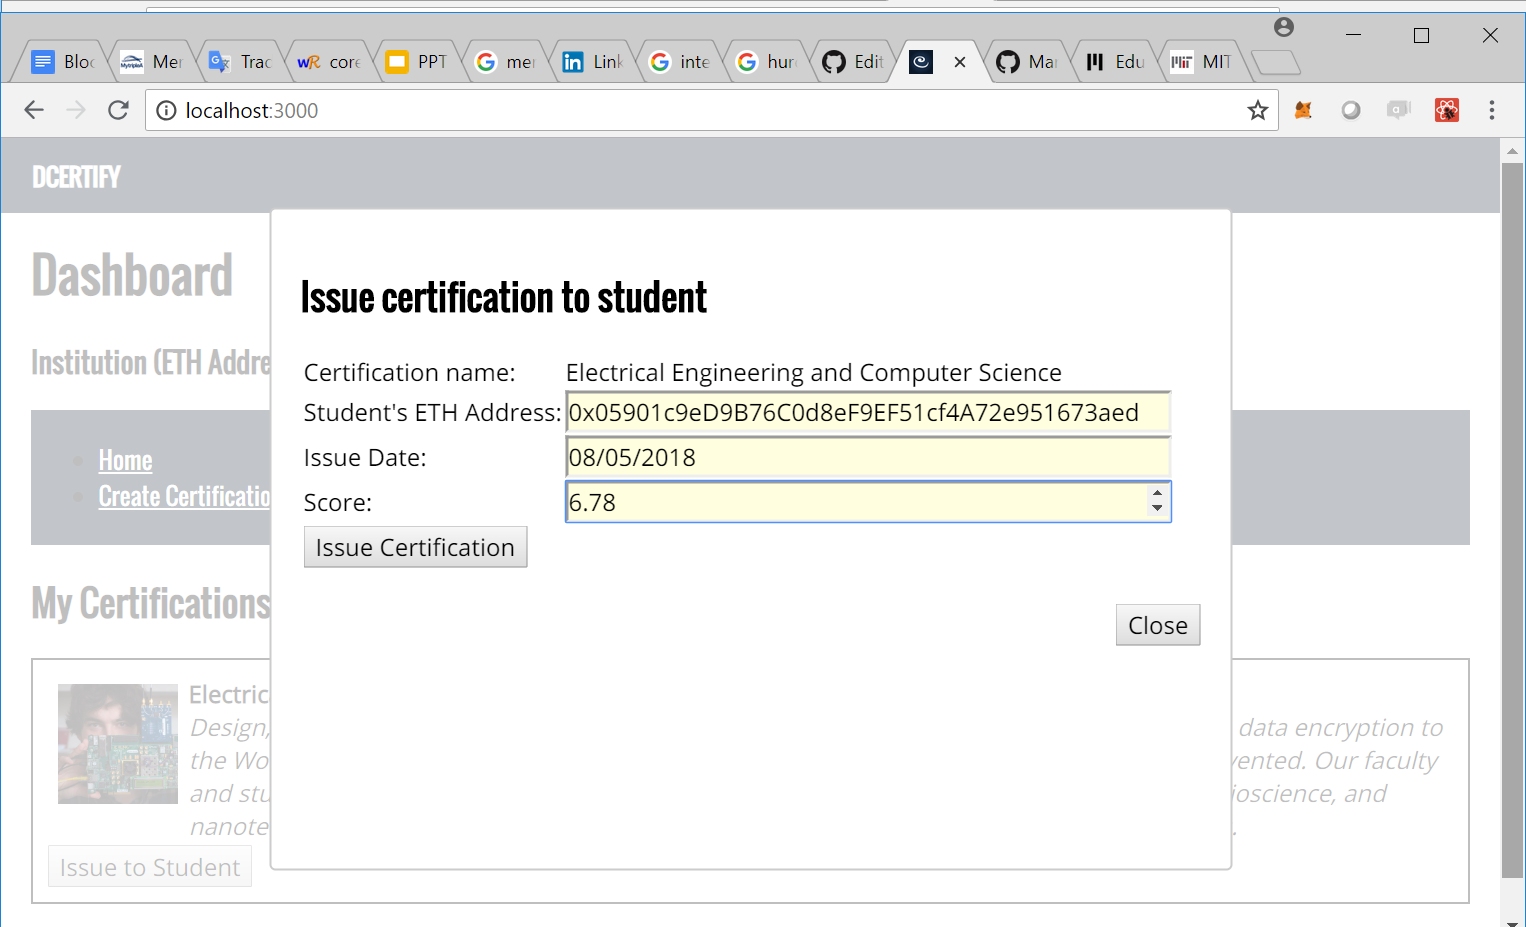 Bloc
Mer
Trac
wR core
PPT
mer
in Link
inte
hur
Edit
Mar
Edu
MIT
localhost:3000
DCERTIFY
Dashboard
Institution (ETH Addre
Home
Create Certificatio
My Certifications
Issue certification to student
Certification name: Electrical Engineering and Computer Science
Student's ETH Address: 0x05901c9eD9B76C0d8eF9EF51cf4A72e951673aed
Issue Date: 08/05/2018
Score: 6.78
Issue Certification
Close
Electric
Design, data encryption to
the Wo vented. Our faculty
and stu ioscience, and
nanote .
Issue to Student